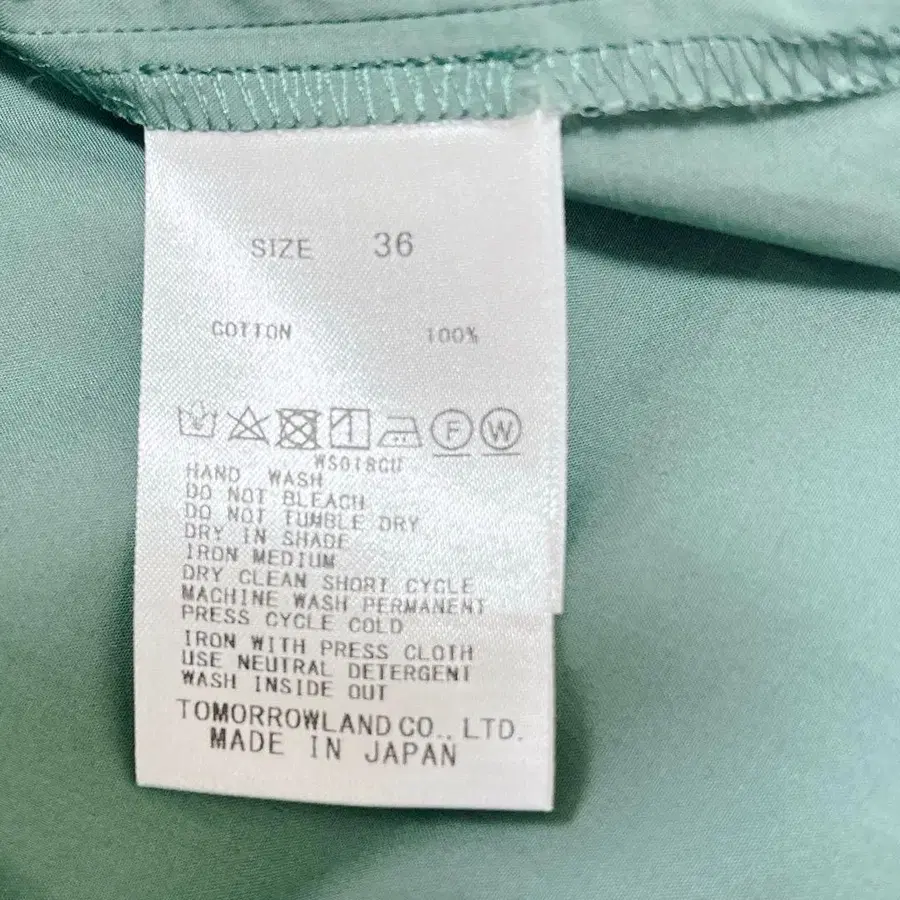 SIZE 36
COTTON 100%
F W
WS018CU
HAND WASH
DO NOT BLEACH
DO NOT TUMBLE DRY
DRY IN SHADE
IRON MEDIUM
DRY CLEAN SHORT CYCLE
MACHINE WASH PERMANENT
PRESS CYCLE COLD
IRON WITH PRESS CLOTH
USE NEUTRAL DETERGENT
WASH INSIDE OUT
TOMORROWLAND CO., LTD.
MADE IN JAPAN